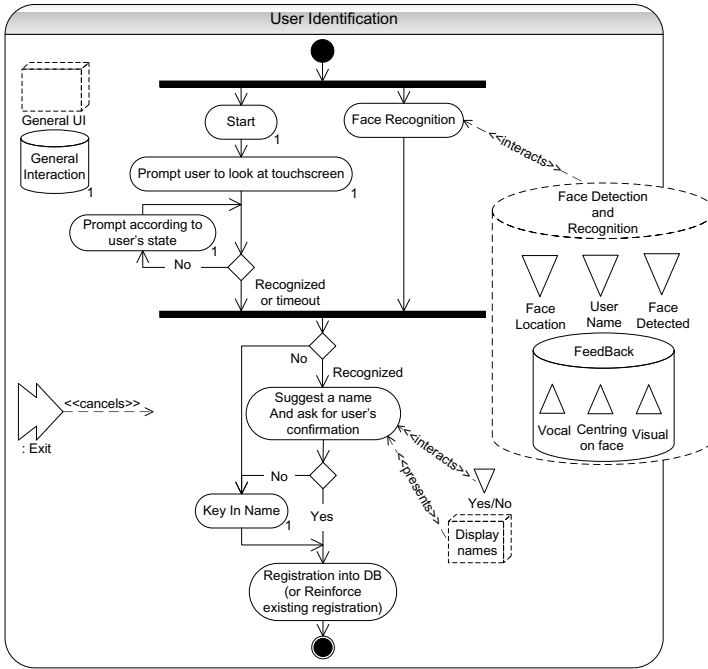 User Identification
General UI
General
Interaction
1
Start
1
Face Recognition
<<interacts>>
Prompt user to look at touchscreen
1
Prompt according to
user's state
1
No
Recognized
or timeout
Face Detection
and
Recognition
Face
Location
User
Name
Face
Detected
FeedBack
Vocal
Centring
on face
Visual
No
Recognized
<<cancels>>
: Exit
Suggest a name
And ask for user's
confirmation
<<interacts>>
<<presents>>
Yes/No
Display
names
No
Yes
Key In Name
1
Registration into DB
(or Reinforce
existing registration)